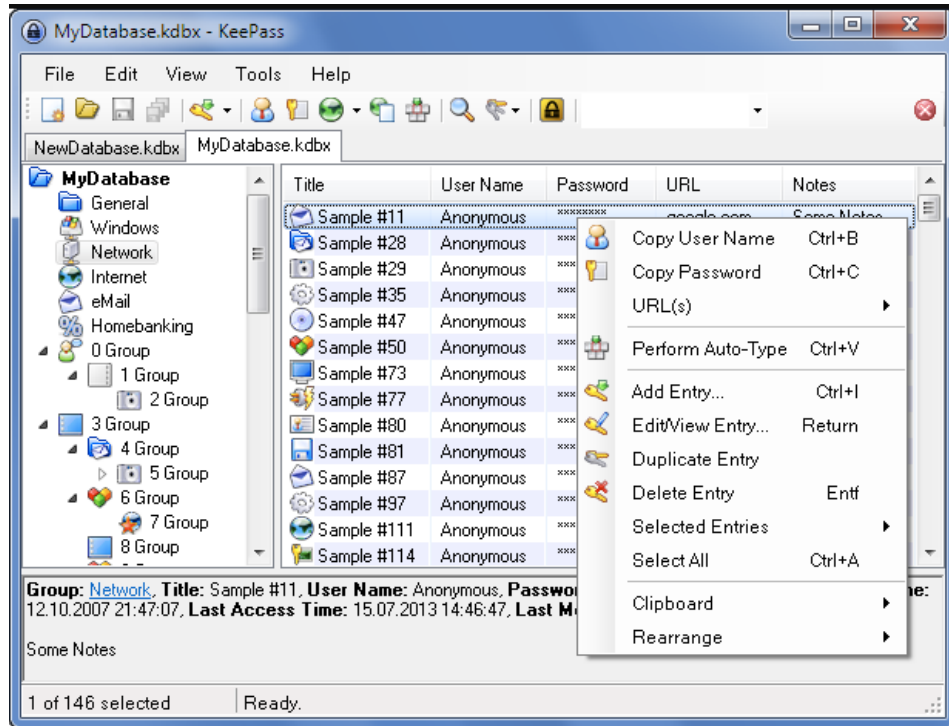 MyDatabase.kdbx - KeePass
File Edit View Tools Help
NewDatabase.kdbx MyDatabase.kdbx
MyDatabase
General
Windows
Network
Internet
eMail
Homebanking
0 Group
1 Group
2 Group
3 Group
4 Group
5 Group
6 Group
7 Group
8 Group
Title User Name Password URL Notes
Sample #11 Anonymous ******** google.com Some Notes
Sample #28 Anonymous ***
Sample #29 Anonymous ***
Sample #35 Anonymous ***
Sample #47 Anonymous ***
Sample #50 Anonymous ***
Sample #73 Anonymous ***
Sample #77 Anonymous ***
Sample #80 Anonymous ***
Sample #81 Anonymous ***
Sample #87 Anonymous ***
Sample #97 Anonymous ***
Sample #111 Anonymous ***
Sample #114 Anonymous ***
Copy User Name Ctrl+B
Copy Password Ctrl+C
URL(s)
Perform Auto-Type Ctrl+V
Add Entry... Ctrl+I
Edit/View Entry... Return
Duplicate Entry
Delete Entry Entf
Selected Entries
Select All Ctrl+A
Clipboard
Rearrange
Group: Network, Title: Sample #11, User Name: Anonymous,
12.10.2007 21:47:07, Last Access Time: 15.07.2013 14:46:47, Last
Some Notes
1 of 146 selected Ready.